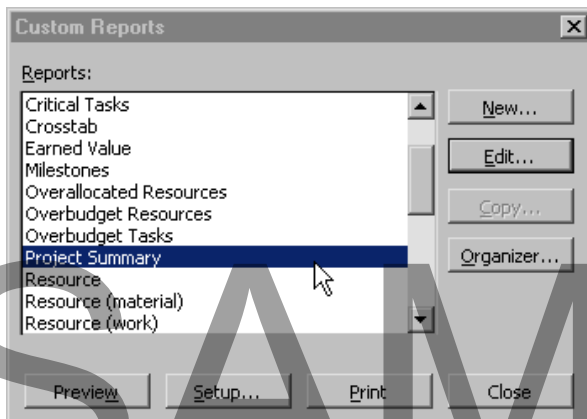 Custom Reports
Reports:
Critical Tasks
Crosstab
Earned Value
Milestones
Overallocated Resources
Overbudget Resources
Overbudget Tasks
Project Summary
Resource
Resource (material)
Resource (work)
New...
Edit...
Copy...
Organizer...
Preview
Setup...
Print
Close
SAM